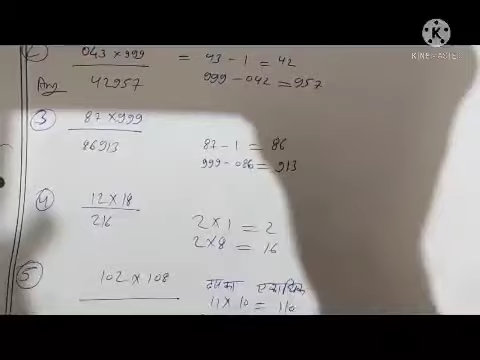 KINEMASTER
043 × 999 = 43 - 1 = 42
42957 999 - 042 = 957
3 87 × 999
86913 87 - 1 = 86
999 - 086 = 913
4 12 × 18
216 2 × 1 = 2
2 × 8 = 16
5 102 × 108
11 × 10 = 110